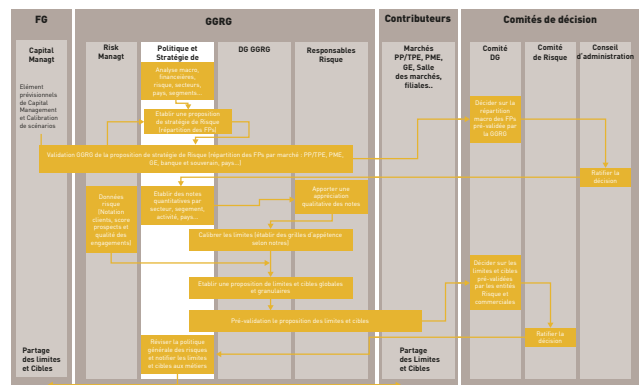 FG
GGRG
Contributeurs
Comités de décision
Capital
Managt
Risk
Managt
Politique et
Stratégie de
DG GGRG
Responsables
Risque
Marchés
PP/TPE, PME,
GE, Salle
des marchés,
filiales..
Comité
DG
Comité
de Risque
Conseil
d'administration
Elément
prévisionnels
de Capital
Management
et Calibration
de scénarios
Analyse macro,
financelières,
risque, secteurs,
pays, segments...
Etablir une proposition
de stratégie de Risque
(répartition des FPs)
Décider sur la
répartition
macro des FPs
pré-validée par
la GGRG
Validation GGRG de la proposition de stratégie de Risque (répartition des FPs par marché : PP/TPE, PME,
GE, banque et souverain, pays...)
Ratifier la
décision
Données
risque
(Notation
clients, score
prospects et
qualité des
engagements)
Etablir des notes
quantitatives par
secteur, segement,
activité, pays...
Apporter une
appréciation
qualitative des notes
Calibrer les limites (établir des grilles d'appétence
selon notres)
Etablir une proposition de limites et cibles globales
et granulaires
Décider sur les
limites et cibles
pré-validées
par les entités
Risque et
commerciales
Pré-validation le proposition des limites et cibles
Ratifier la
décision
Réviser la politique
générale des risques
et notifier les limites
et cibles aux métiers
Partage
des Limites
et Cibles
Partage
des Limites
et Cibles